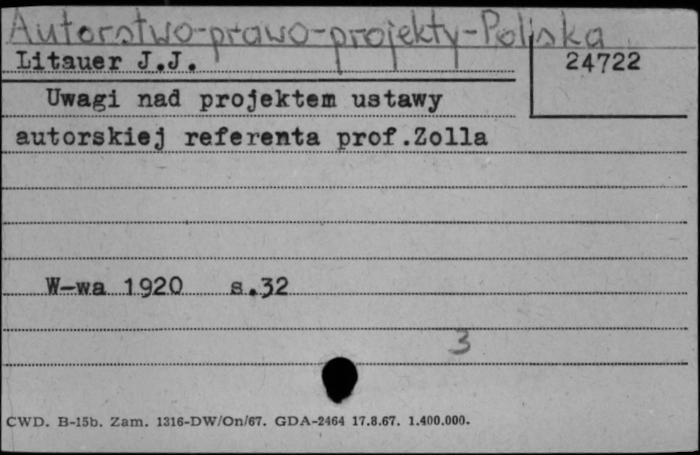 Autorstwo-prawo-projekty-Polska
Litauer J.J.
24722
Uwagi nad projektem ustawy
autorskiej referenta prof.Zolla
W-wa 1920 s.32
3
CWD. B-15b. Zam. 1316-DW/On/67. GDA-2464 17.8.67. 1.400.000.